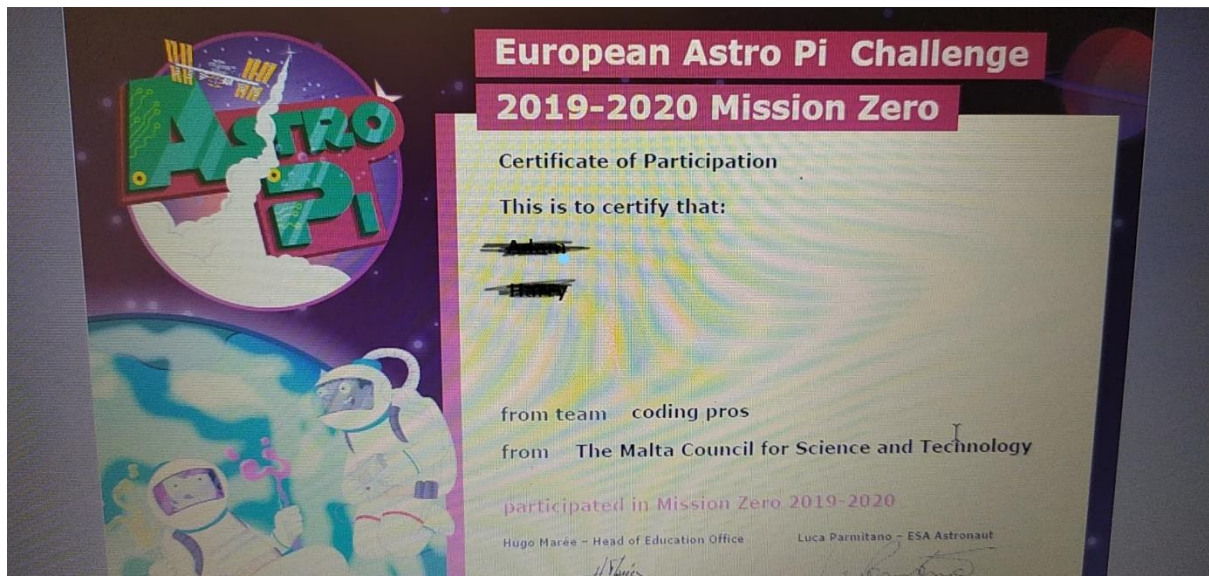 ASTRO
PI
European Astro Pi Challenge
2019-2020 Mission Zero
Certificate of Participation
This is to certify that:
from team coding pros
from The Malta Council for Science and Technology
participated in Mission Zero 2019-2020
Hugo Marée - Head of Education Office
Luca Parmitano - ESA Astronaut